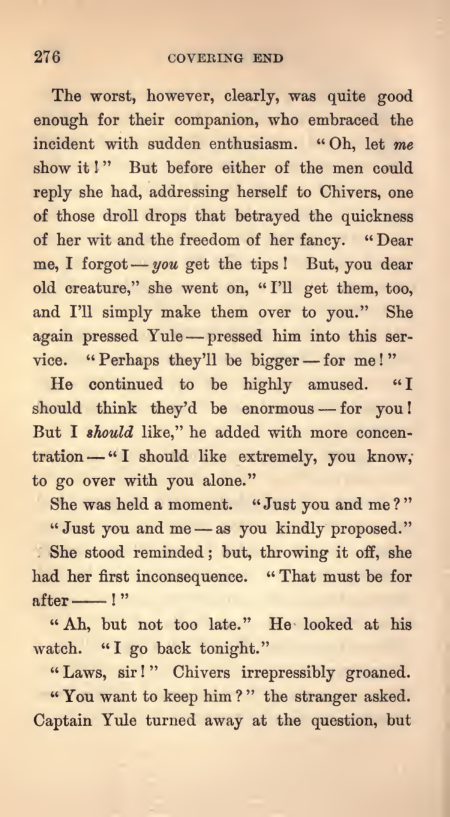 276 COVERING END
The worst, however, clearly, was quite good
enough for their companion, who embraced the
incident with sudden enthusiasm. “Oh, let me
show it!” But before either of the men could
reply she had, addressing herself to Chivers, one
of those droll drops that betrayed the quickness
of her wit and the freedom of her fancy. “Dear
me, I forgot—you get the tips! But, you dear
old creature,” she went on, “I’ll get them, too,
and I’ll simply make them over to you.” She
again pressed Yule—pressed him into this ser-
vice. “Perhaps they’ll be bigger—for me!”
He continued to be highly amused. “I
should think they’d be enormous—for you!
But I should like,” he added with more concen-
tration—“I should like extremely, you know,
to go over with you alone.”
She was held a moment. “Just you and me?”
“Just you and me—as you kindly proposed.”
She stood reminded; but, throwing it off, she
had her first inconsequence. “That must be for
after——!”
“Ah, but not too late.” He looked at his
watch. “I go back tonight.”
“Laws, sir!” Chivers irrepressibly groaned.
“You want to keep him?” the stranger asked.
Captain Yule turned away at the question, but